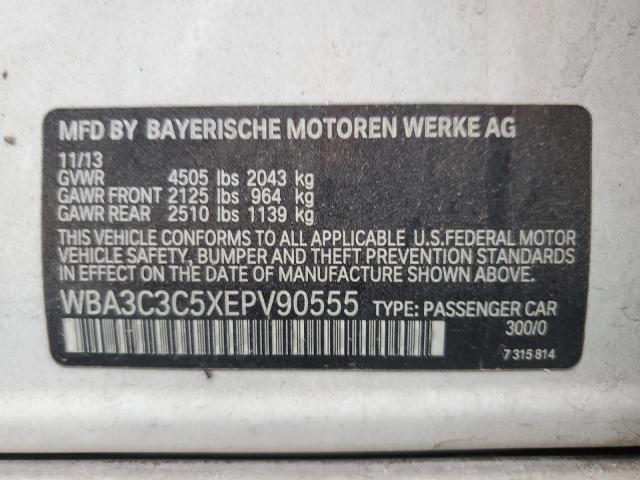 MFD BY BAYERISCHE MOTOREN WERKE AG
11/13
GVWR 4505 lbs 2043 kg
GAWR FRONT 2125 lbs 964 kg
GAWR REAR 2510 lbs 1139 kg
THIS VEHICLE CONFORMS TO ALL APPLICABLE U.S.FEDERAL MOTOR
VEHICLE SAFETY, BUMPER AND THEFT PREVENTION STANDARDS
IN EFFECT ON THE DATE OF MANUFACTURE SHOWN ABOVE.
WBA3C3C5XEPV90555 TYPE: PASSENGER CAR
300/0
7 315 814